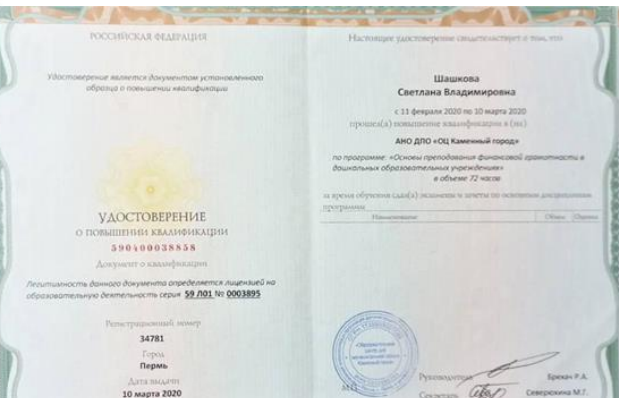 РОССИЙСКАЯ ФЕДЕРАЦИЯ
Удостоверение является документом установленного
образца о повышении квалификации
УДОСТОВЕРЕНИЕ
О ПОВЫШЕНИИ КВАЛИФИКАЦИИ
590400038858
Документ о квалификации
Легитимность данного документа определяется лицензией на
образовательную деятельность серия 59 Л01 № 0003895
Регистрационный номер
34781
Город
Пермь
Дата выдачи
10 марта 2020
Настоящее удостоверение свидетельствует о том, что
Шашкова
Светлана Владимировна
с 11 февраля 2020 по 10 марта 2020
прошел(а) повышение квалификации в (на)
АНО ДПО «ОЦ Каменный город»
по программе: «Основы преподавания финансовой грамотности в
дошкольных образовательных учреждениях»
в объеме 72 часов
за время обучения сдал(а) экзамены и зачеты по основным дисциплинам
программы
Наименование Объем Оценка
М.П.
Руководитель Брекач Р.А.
Секретарь Северюхина М.Г.